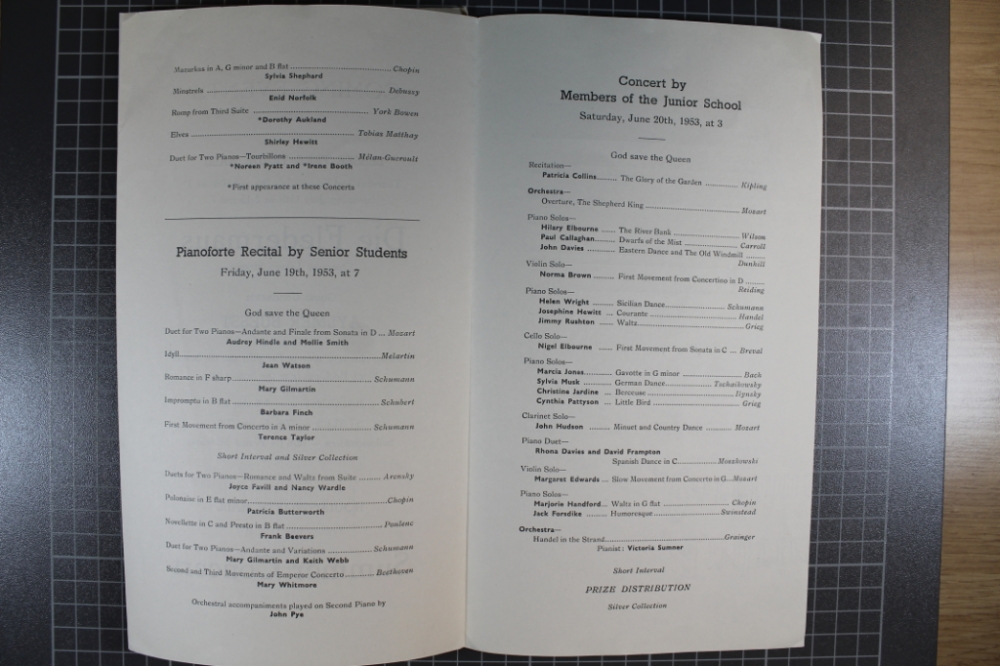 Mazurkas in A, G minor and B flat ........ Chopin
Sylvia Shephard
Minstrels ........ Debussy
Enid Norfolk
Romp from Third Suite ........ York Bowen
*Dorothy Aukland
Elves ........ Tobias Matthay
Shirley Hewitt
Duet for Two Pianos—Tourbillons ........ Mélan-Gueroult
*Noreen Pyatt and *Irene Booth
*First appearance at these Concerts
Pianoforte Recital by Senior Students
Friday, June 19th, 1953, at 7
God save the Queen
Duet for Two Pianos—Andante and Finale from Sonata in D ... Mozart
Audrey Hindle and Mollie Smith
Idyll ........ Melartin
Jean Watson
Romance in F sharp ........ Schumann
Mary Gilmartin
Impromptu in B flat ........ Schubert
Barbara Finch
First Movement from Concerto in A minor ........ Schumann
Terence Taylor
Short Interval and Silver Collection
Duets for Two Pianos—Romance and Waltz from Suite ........ Arensky
Joyce Favill and Nancy Wardle
Polonaise in E flat minor ........ Chopin
Patricia Butterworth
Novellette in C and Presto in B flat ........ Poulenc
Frank Beevers
Duet for Two Pianos—Andante and Variations ........ Schumann
Mary Gilmartin and Keith Webb
Second and Third Movements of Emperor Concerto ........ Beethoven
Mary Whitmore
Orchestral accompaniments played on Second Piano by
John Pye
Concert by
Members of the Junior School
Saturday, June 20th, 1953, at 3
God save the Queen
Recitation—
Patricia Collins ........ The Glory of the Garden ........ Kipling
Orchestra—
Overture, The Shepherd King ........ Mozart
Piano Solos—
Hilary Elbourne ..... The River Bank ........ Wilson
Paul Callaghan ........ Dwarfs of the Mist ........ Carroll
John Davies ........ Eastern Dance and The Old Windmill ........
Dunhill
Violin Solo—
Norma Brown ........ First Movement from Concertino in D ........
Reiding
Piano Solos—
Helen Wright ........ Sicilian Dance ........ Schumann
Josephine Hewitt ... Courante ........ Handel
Jimmy Rushton ..... Waltz ........ Grieg
Cello Solo—
Nigel Elbourne ..... First Movement from Sonata in C ... Breval
Piano Solos—
Marcia Jones ........ Gavotte in G minor ........ Bach
Sylvia Musk ........ German Dance ........ Tschaikowsky
Christine Jardine ... Berceuse ........ Ilynsky
Cynthia Pattyson ... Little Bird ........ Grieg
Clarinet Solo—
John Hudson ........ Minuet and Country Dance ........ Mozart
Piano Duet—
Rhona Davies and David Frampton
Spanish Dance in C ........ Moszkowski
Violin Solo—
Margaret Edwards ... Slow Movement from Concerto in G ... Mozart
Piano Solos—
Marjorie Handford ... Waltz in G flat ........ Chopin
Jack Forsdike ........ Humoresque ........ Swinstead
Orchestra—
Handel in the Strand ........ Grainger
Pianist: Victoria Sumner
Short Interval
PRIZE DISTRIBUTION
Silver Collection